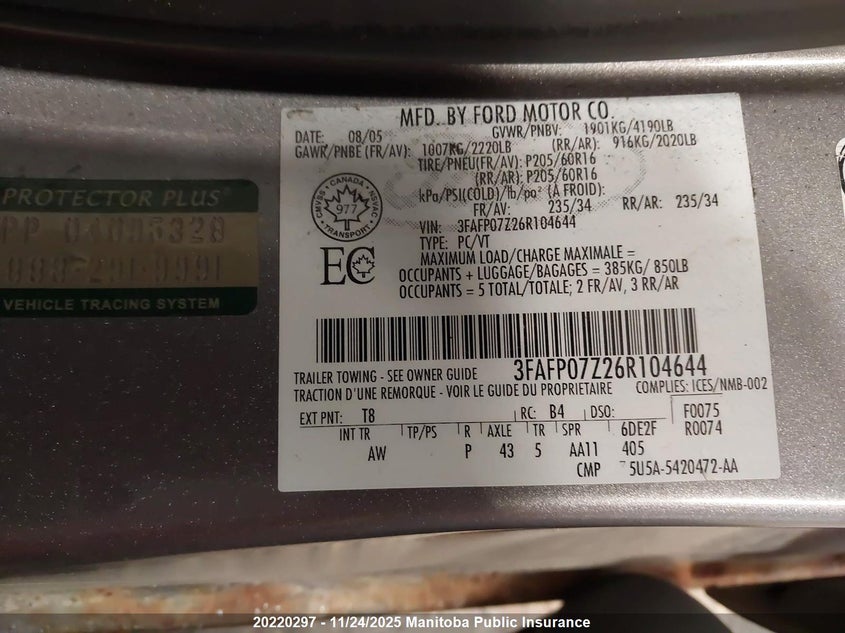 MFD. BY FORD MOTOR CO.
DATE: 08/05 GVWR/PNBV: 1901KG/4190LB
GAWR/PNBE (FR/AV): 1007KG/2220LB (RR/AR): 916KG/2020LB
TIRE/PNEU(FR/AV): P205/60R16
(RR/AR): P205/60R16
kPa/PSI(COLD)/lb/po² (A FROID):
FR/AV: 235/34 RR/AR: 235/34
VIN: 3FAFP07Z26R104644
TYPE: PC/VT
MAXIMUM LOAD/CHARGE MAXIMALE =
OCCUPANTS + LUGGAGE/BAGAGES = 385KG/ 850LB
OCCUPANTS = 5 TOTAL/TOTALE; 2 FR/AV, 3 RR/AR
CMVSS • CANADA • NSVAC • TRANSPORT •
977
EC
3FAFP07Z26R104644
TRAILER TOWING - SEE OWNER GUIDE
TRACTION D'UNE REMORQUE - VOIR LE GUIDE DU PROPRIETAIRE COMPLIES: ICES/NMB-002
EXT PNT: T8 RC: B4 DSO: F0075
INT TR TP/PS R AXLE TR SPR 6DE2F R0074
AW P 43 5 AA11 405
CMP 5U5A-5420472-AA
PROTECTOR PLUS
VEHICLE TRACING SYSTEM
20220297 - 11/24/2025 Manitoba Public Insurance